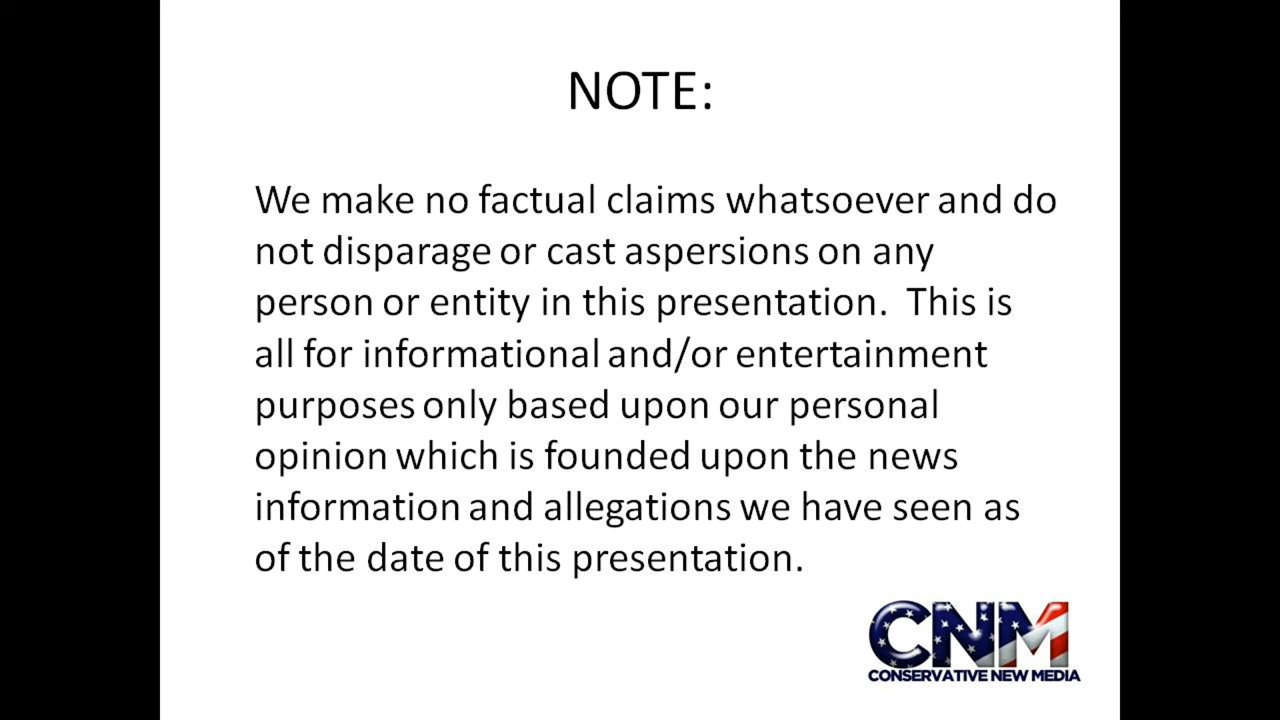 NOTE:
We make no factual claims whatsoever and do
not disparage or cast aspersions on any
person or entity in this presentation.  This is
all for informational and/or entertainment
purposes only based upon our personal
opinion which is founded upon the news
information and allegations we have seen as
of the date of this presentation.
CNM
CONSERVATIVE NEW MEDIA